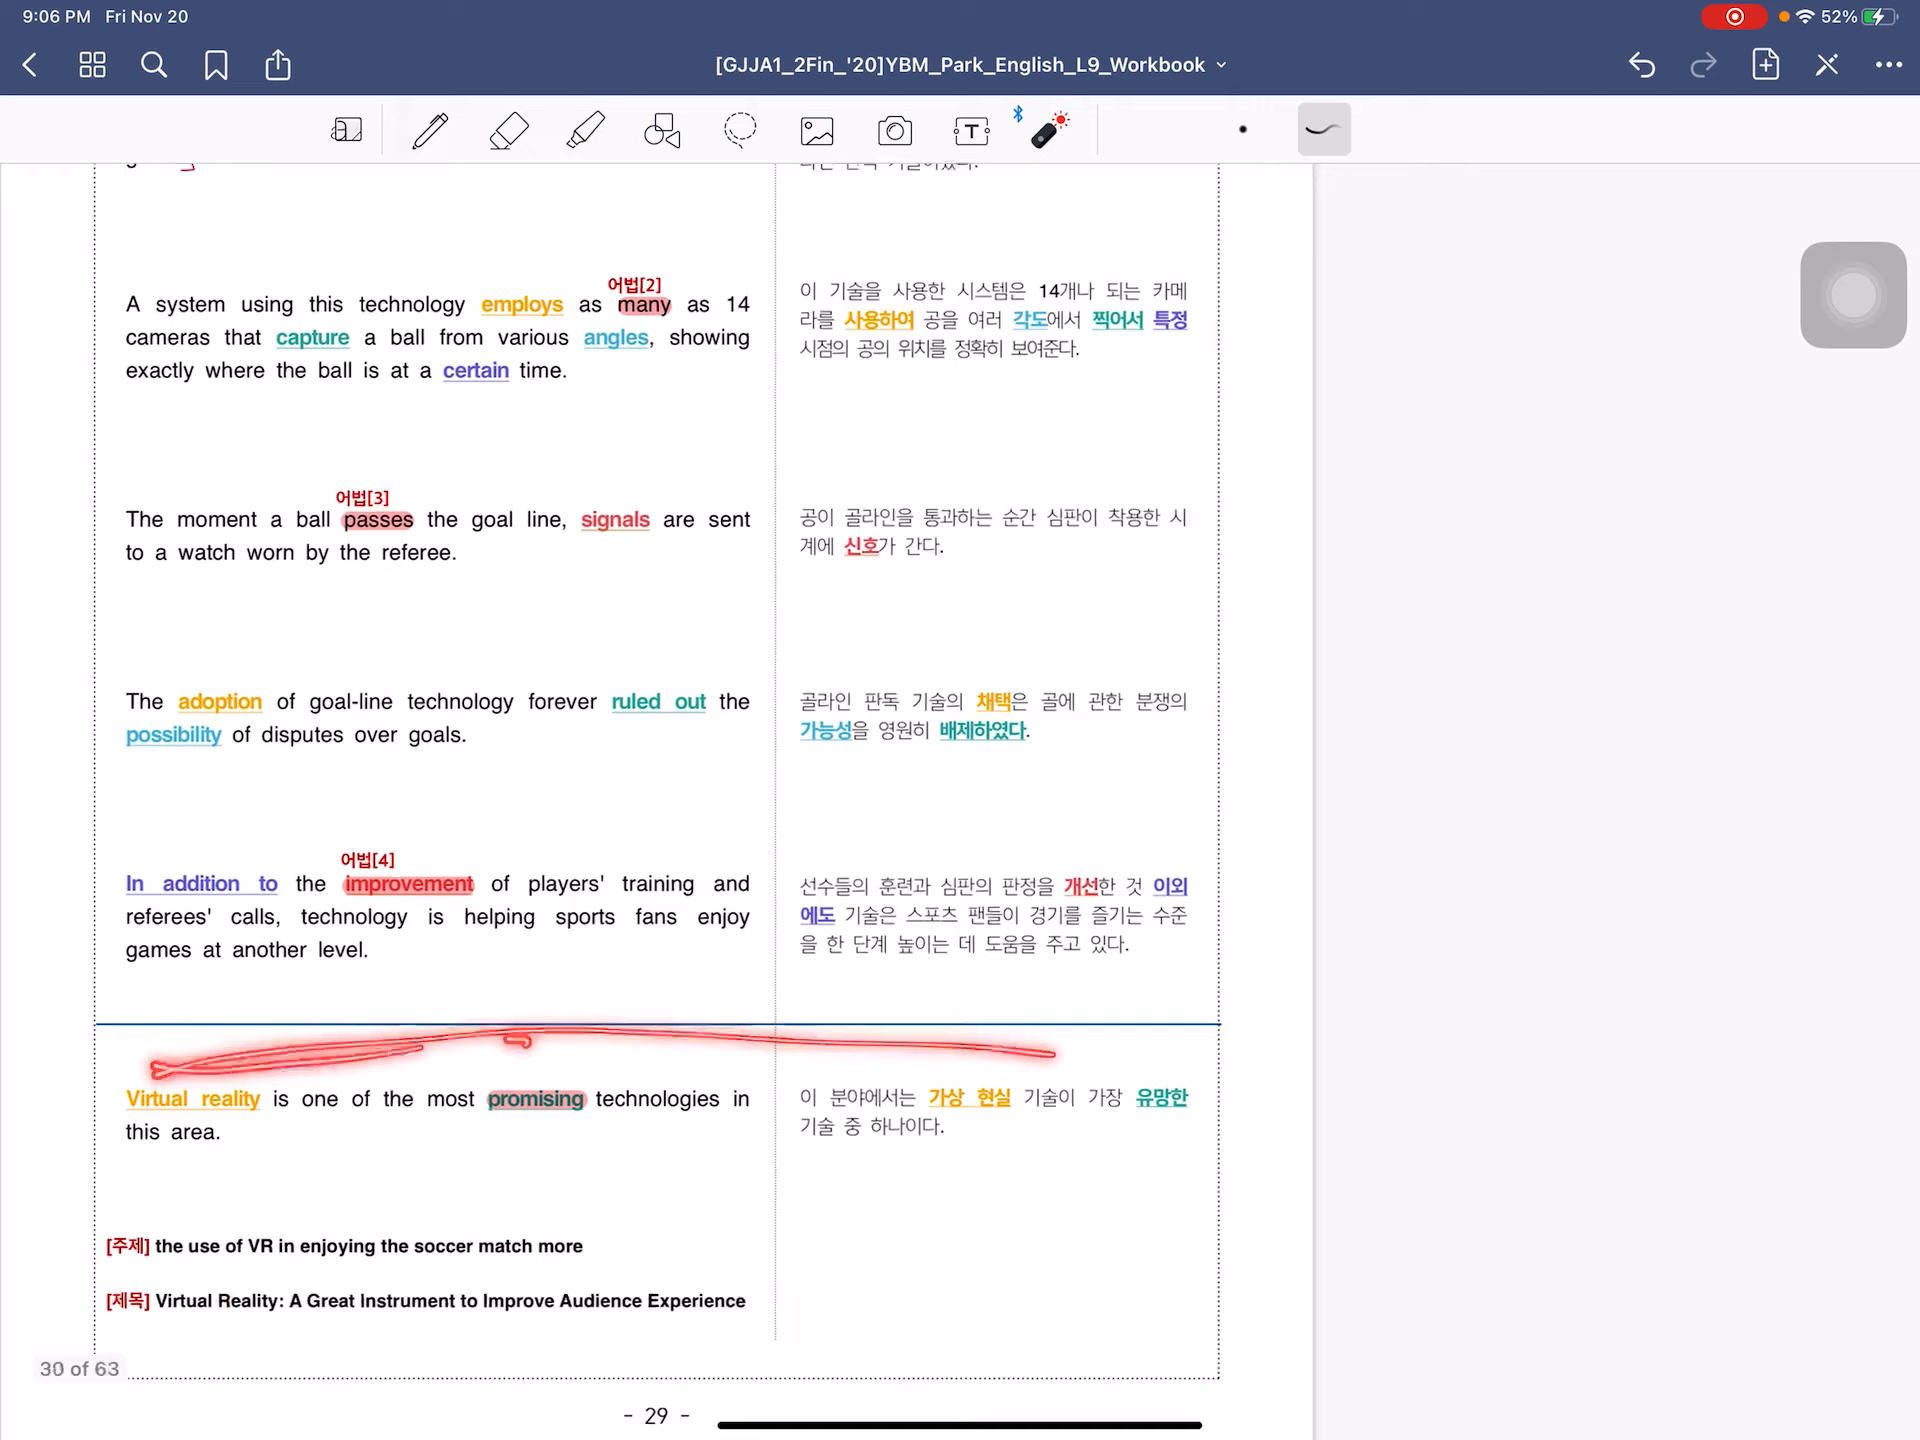 9:06 PM Fri Nov 20
52%
[GJJA1_2Fin_'20]YBM_Park_English_L9_Workbook
어법[2]
A system using this technology employs as many as 14
cameras that capture a ball from various angles, showing
exactly where the ball is at a certain time.
이 기술을 사용한 시스템은 14개나 되는 카메
라를 사용하여 공을 여러 각도에서 찍어서 특정
시점의 공의 위치를 정확히 보여준다.
어법[3]
The moment a ball passes the goal line, signals are sent
to a watch worn by the referee.
공이 골라인을 통과하는 순간 심판이 착용한 시
계에 신호가 간다.
The adoption of goal-line technology forever ruled out the
possibility of disputes over goals.
골라인 판독 기술의 채택은 골에 관한 분쟁의
가능성을 영원히 배제하였다.
어법[4]
In addition to the improvement of players' training and
referees' calls, technology is helping sports fans enjoy
games at another level.
선수들의 훈련과 심판의 판정을 개선한 것 이외
에도 기술은 스포츠 팬들이 경기를 즐기는 수준
을 한 단계 높이는 데 도움을 주고 있다.
Virtual reality is one of the most promising technologies in
this area.
이 분야에서는 가상 현실 기술이 가장 유망한
기술 중 하나이다.
[주제] the use of VR in enjoying the soccer match more
[제목] Virtual Reality: A Great Instrument to Improve Audience Experience
30 of 63
- 29 -